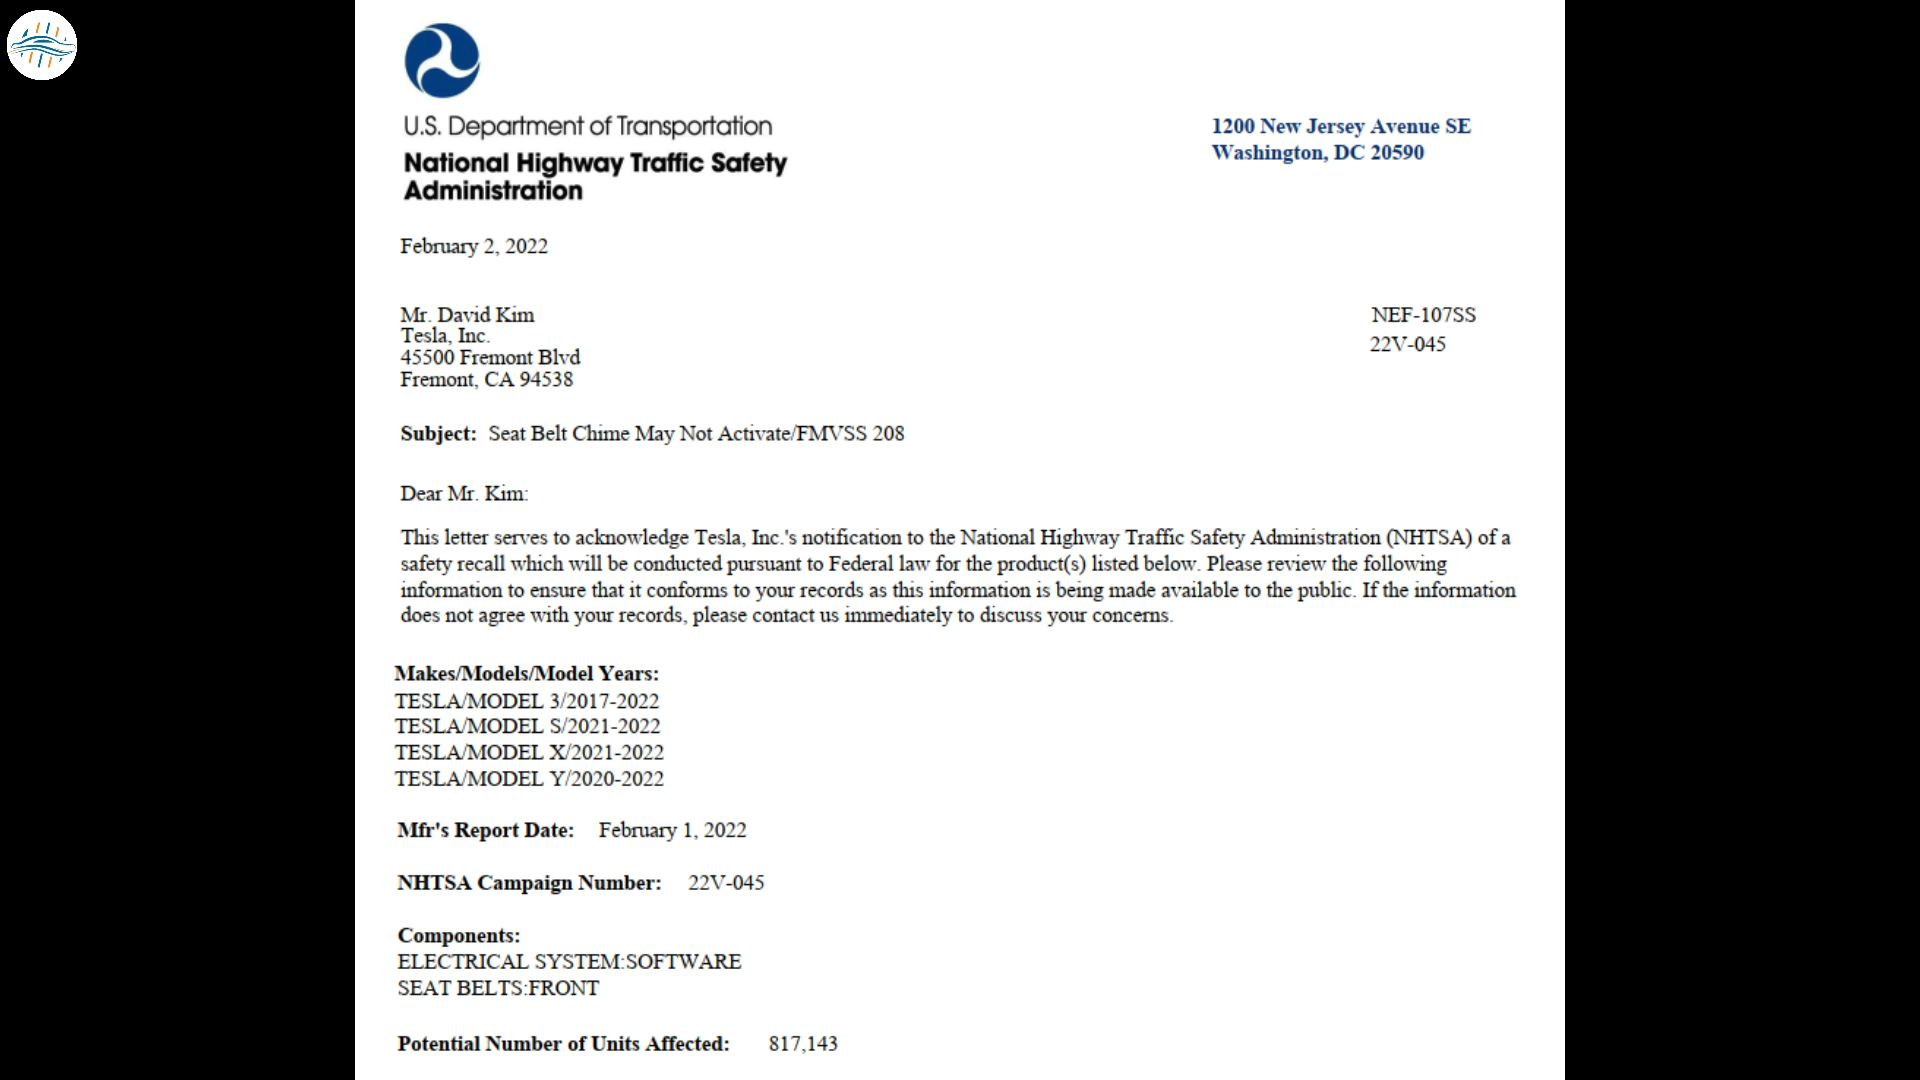 U.S. Department of Transportation
National Highway Traffic Safety
Administration
1200 New Jersey Avenue SE
Washington, DC 20590
February 2, 2022
Mr. David Kim
Tesla, Inc.
45500 Fremont Blvd
Fremont, CA 94538
NEF-107SS
22V-045
Subject: Seat Belt Chime May Not Activate/FMVSS 208
Dear Mr. Kim:
This letter serves to acknowledge Tesla, Inc.'s notification to the National Highway Traffic Safety Administration (NHTSA) of a
safety recall which will be conducted pursuant to Federal law for the product(s) listed below. Please review the following
information to ensure that it conforms to your records as this information is being made available to the public. If the information
does not agree with your records, please contact us immediately to discuss your concerns.
Makes/Models/Model Years:
TESLA/MODEL 3/2017-2022
TESLA/MODEL S/2021-2022
TESLA/MODEL X/2021-2022
TESLA/MODEL Y/2020-2022
Mfr's Report Date: February 1, 2022
NHTSA Campaign Number: 22V-045
Components:
ELECTRICAL SYSTEM:SOFTWARE
SEAT BELTS:FRONT
Potential Number of Units Affected: 817,143